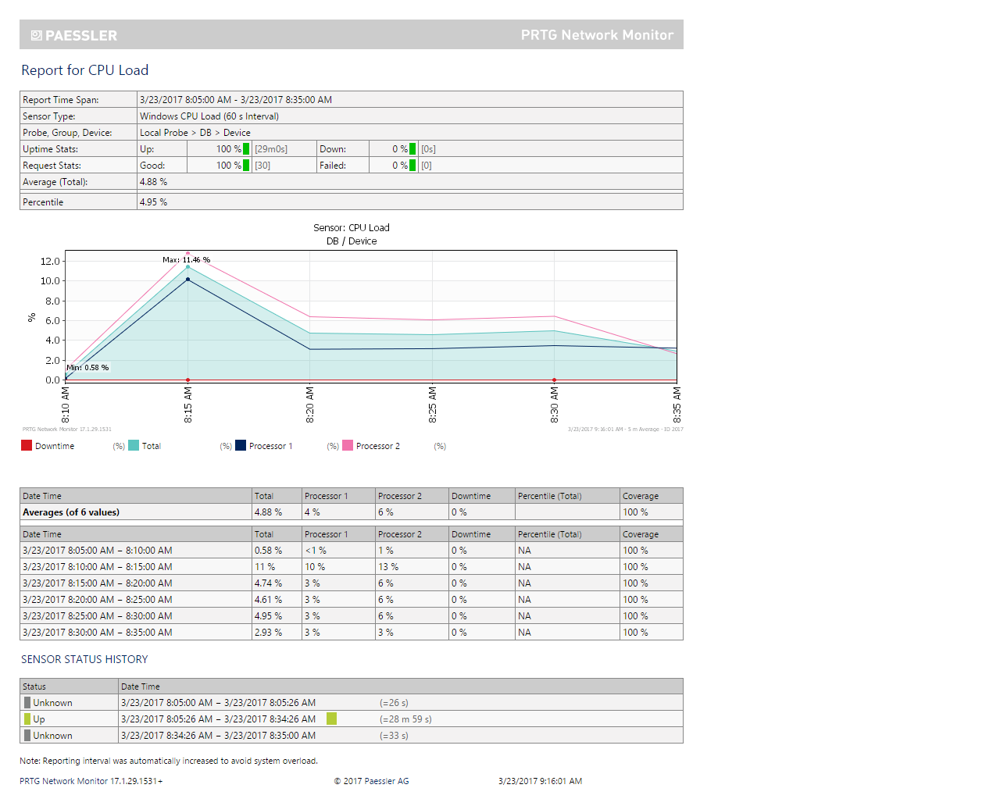 PAESSLER PRTG Network Monitor
Report for CPU Load
Report Time Span: 3/23/2017 8:05:00 AM - 3/23/2017 8:35:00 AM
Sensor Type: Windows CPU Load (60 s Interval)
Probe, Group, Device: Local Probe > DB > Device
Uptime Stats: Up: 100 % [29m0s] Down: 0 % [0s]
Request Stats: Good: 100 % [30] Failed: 0 % [0]
Average (Total): 4.88 %
Percentile 4.95 %
Sensor: CPU Load
DB / Device
Max: 11.46 %
12.0
10.0
8.0
%
6.0
4.0
2.0
Min: 0.58 %
0.0
8:10 AM 8:15 AM 8:20 AM 8:25 AM 8:30 AM 8:35 AM
PRTG Network Monitor 17.1.29.1531 3/23/2017 9:16:01 AM - 5 m Average - ID 2017
Downtime (%) Total (%) Processor 1 (%) Processor 2 (%)
Date Time Total Processor 1 Processor 2 Downtime Percentile (Total) Coverage
Averages (of 6 values) 4.88 % 4 % 6 % 0 % 100 %
Date Time Total Processor 1 Processor 2 Downtime Percentile (Total) Coverage
3/23/2017 8:05:00 AM – 8:10:00 AM 0.58 % <1 % 1 % 0 % NA 100 %
3/23/2017 8:10:00 AM – 8:15:00 AM 11 % 10 % 13 % 0 % NA 100 %
3/23/2017 8:15:00 AM – 8:20:00 AM 4.74 % 3 % 6 % 0 % NA 100 %
3/23/2017 8:20:00 AM – 8:25:00 AM 4.61 % 3 % 6 % 0 % NA 100 %
3/23/2017 8:25:00 AM – 8:30:00 AM 4.95 % 3 % 6 % 0 % NA 100 %
3/23/2017 8:30:00 AM – 8:35:00 AM 2.93 % 3 % 3 % 0 % NA 100 %
SENSOR STATUS HISTORY
Status Date Time
Unknown 3/23/2017 8:05:00 AM – 3/23/2017 8:05:26 AM (=26 s)
Up 3/23/2017 8:05:26 AM – 3/23/2017 8:34:26 AM (=28 m 59 s)
Unknown 3/23/2017 8:34:26 AM – 3/23/2017 8:35:00 AM (=33 s)
Note: Reporting interval was automatically increased to avoid system overload.
PRTG Network Monitor 17.1.29.1531+ © 2017 Paessler AG 3/23/2017 9:16:01 AM